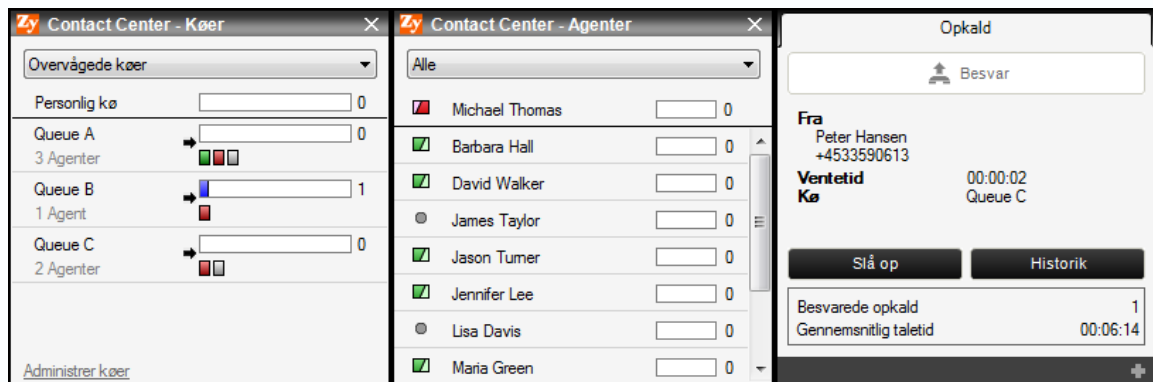 Zy Contact Center - Køer
Overvågede køer
Personlig kø 0
Queue A 0
3 Agenter
Queue B 1
1 Agent
Queue C 0
2 Agenter
Administrer køer
Zy Contact Center - Agenter
Alle
Michael Thomas 0
Barbara Hall 0
David Walker 0
James Taylor 0
Jason Turner 0
Jennifer Lee 0
Lisa Davis 0
Maria Green 0
Opkald
Besvar
Fra
Peter Hansen
+4533590613
Ventetid 00:00:02
Kø Queue C
Slå op Historik
Besvarede opkald 1
Gennemsnitlig taletid 00:06:14